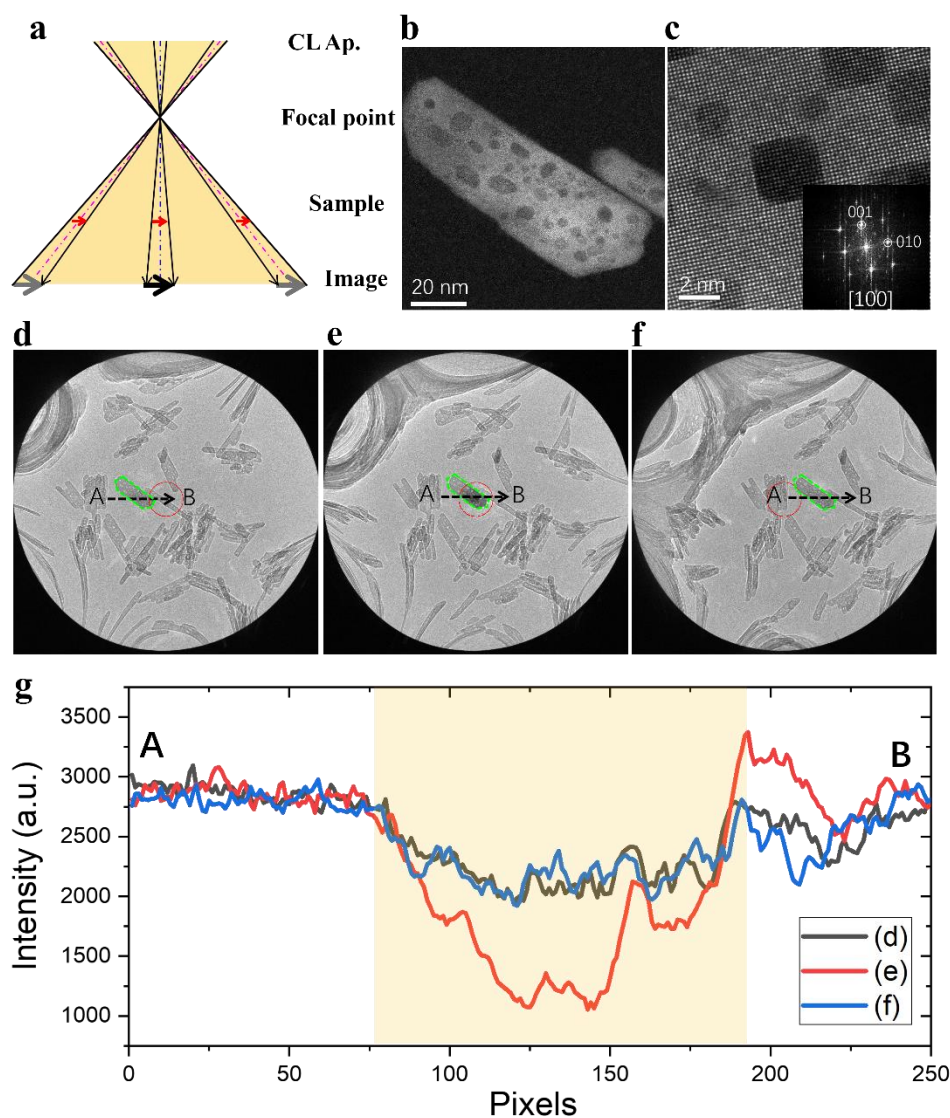 a
CL Ap.
Focal point
Sample
Image
b
20 nm
c
001
010
2 nm
[100]
d
A
B
e
A
B
f
A
B
g
3500
3000
2500
2000
1500
1000
Intensity (a.u.)
A
B
(d)
(e)
(f)
0
50
100
150
200
250
Pixels